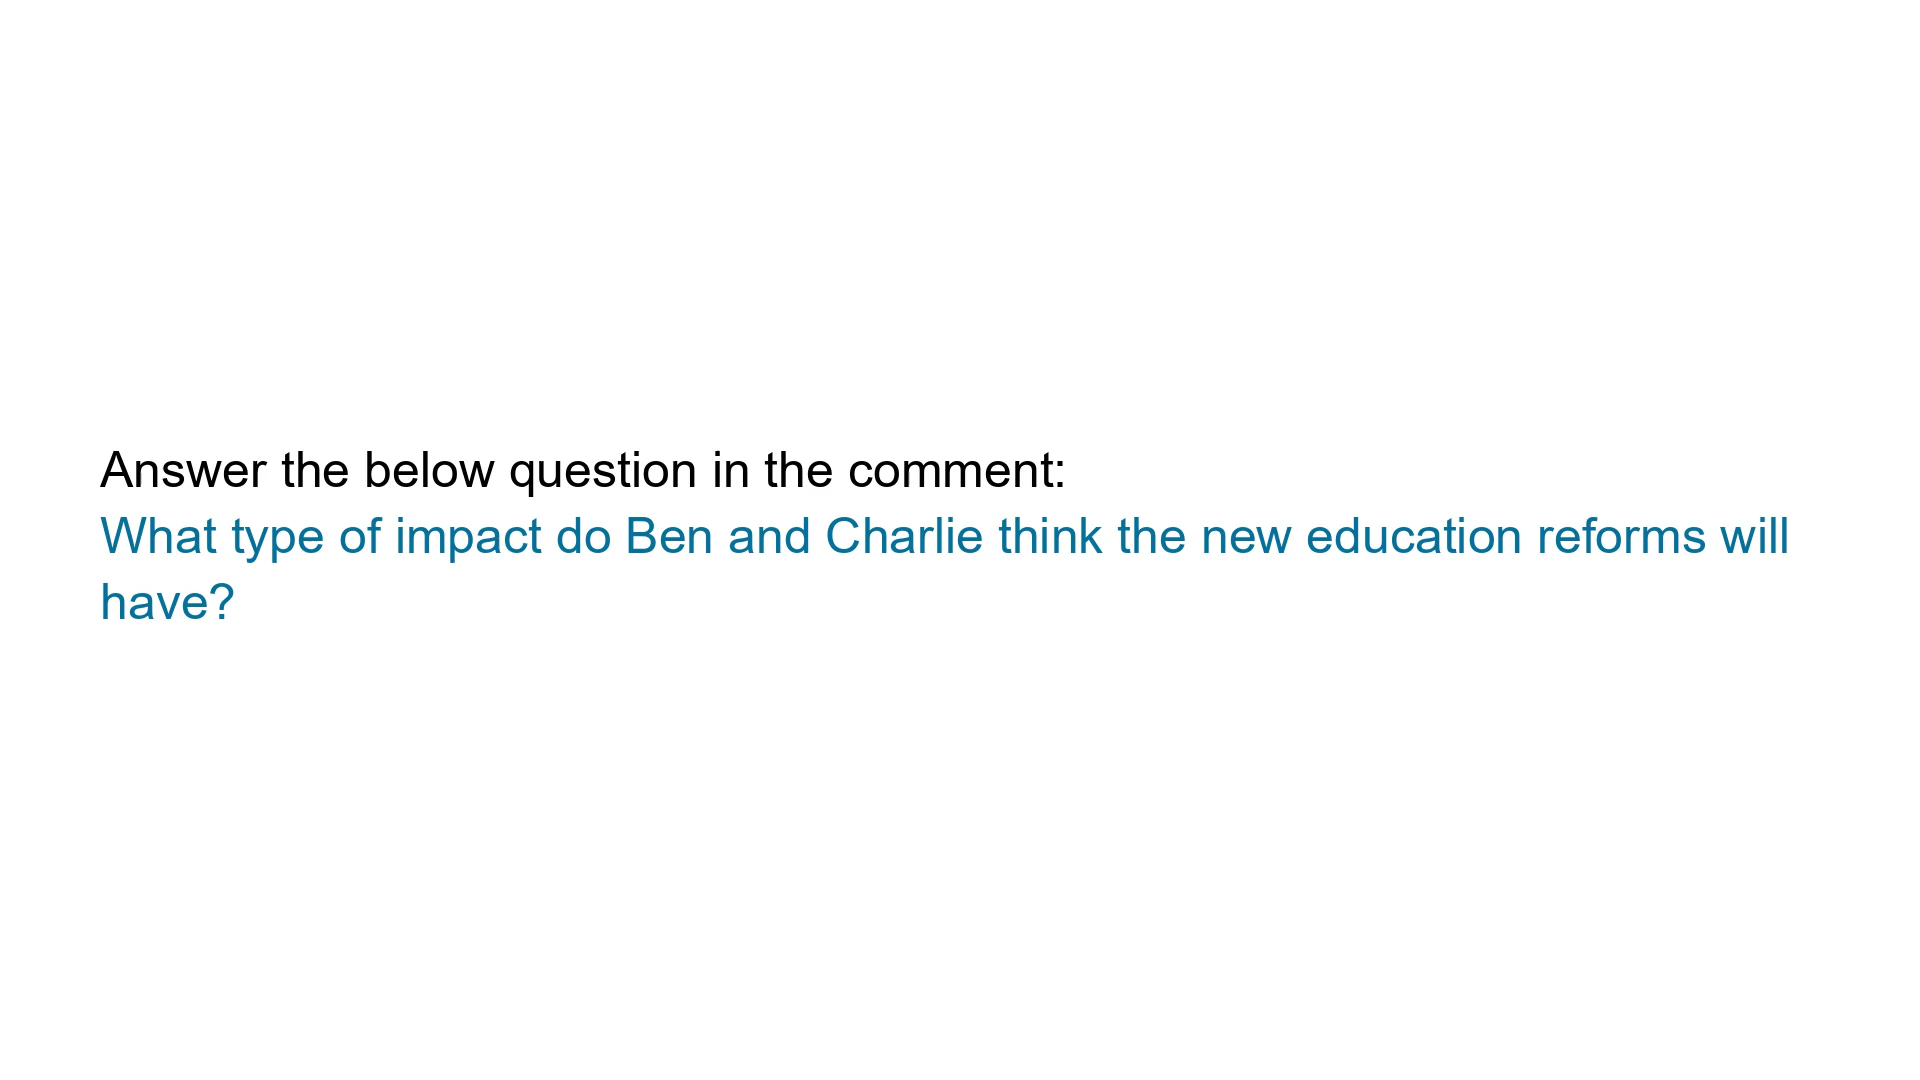 Answer the below question in the comment:
What type of impact do Ben and Charlie think the new education reforms will
have?